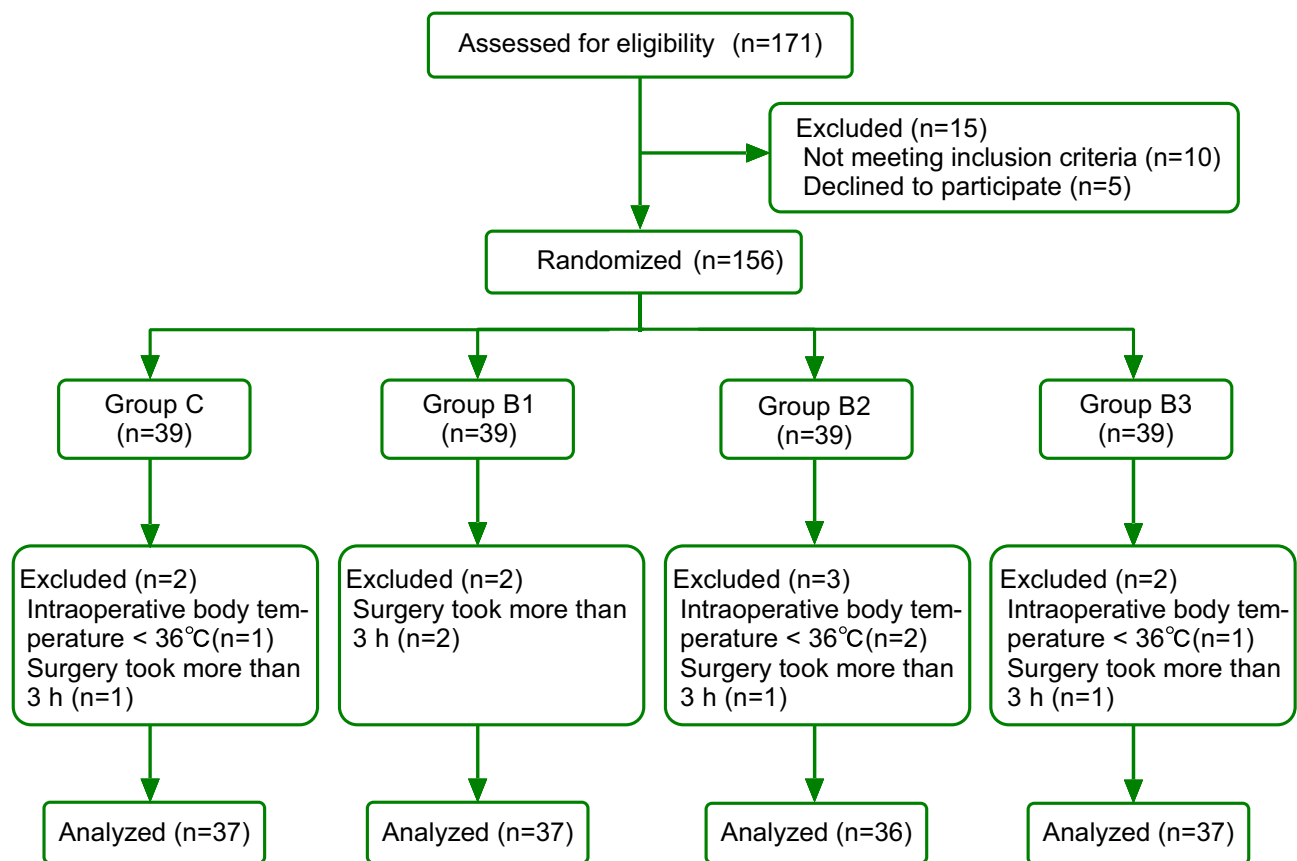 Assessed for eligibility (n=171)
Excluded (n=15)
Not meeting inclusion criteria (n=10)
Declined to participate (n=5)
Randomized (n=156)
Group C
(n=39)
Group B1
(n=39)
Group B2
(n=39)
Group B3
(n=39)
Excluded (n=2)
Intraoperative body tem-
perature < 36℃(n=1)
Surgery took more than
3 h (n=1)
Excluded (n=2)
Surgery took more than
3 h (n=2)
Excluded (n=3)
Intraoperative body tem-
perature < 36℃(n=2)
Surgery took more than
3 h (n=1)
Excluded (n=2)
Intraoperative body tem-
perature < 36℃(n=1)
Surgery took more than
3 h (n=1)
Analyzed (n=37)
Analyzed (n=37)
Analyzed (n=36)
Analyzed (n=37)